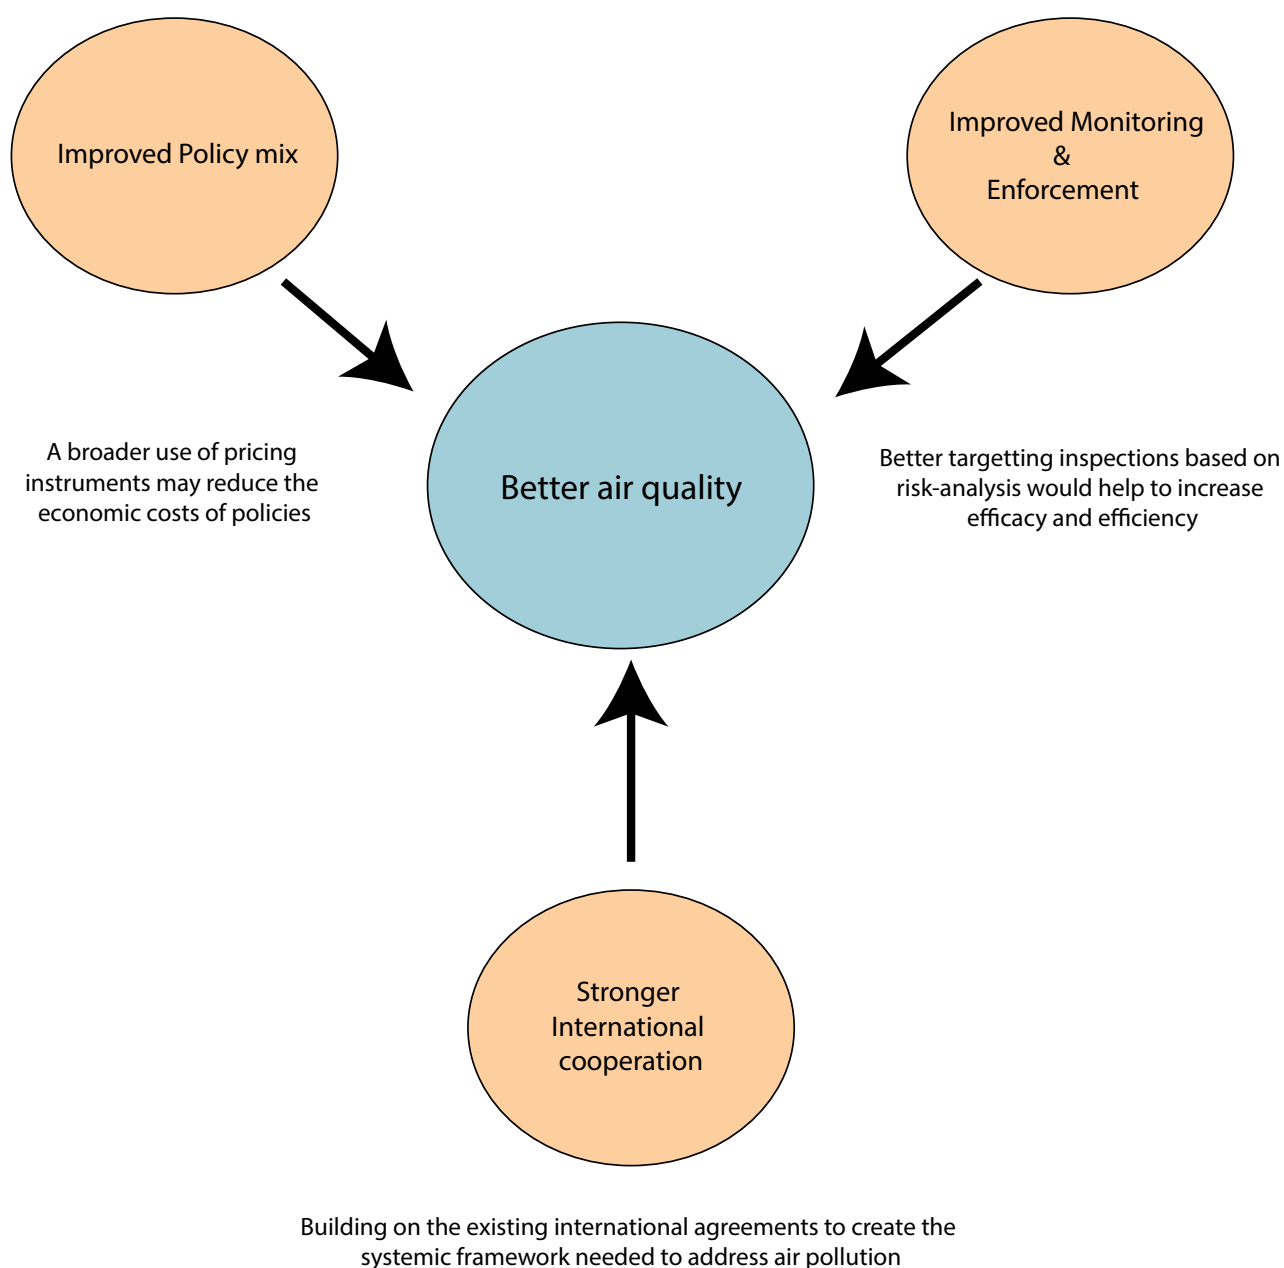 Improved Policy mix
Improved Monitoring
&
Enforcement
A broader use of pricing
instruments may reduce the
economic costs of policies
Better air quality
Better targetting inspections based on
risk-analysis would help to increase
efficacy and efficiency
Stronger
International
cooperation
Building on the existing international agreements to create the
systemic framework needed to address air pollution